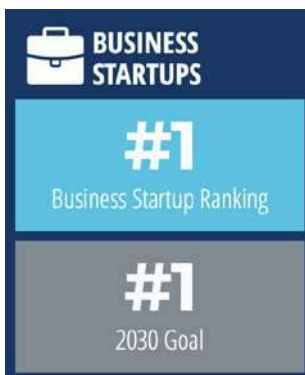 BUSINESS
STARTUPS
#1
Business Startup Ranking
#1
2030 Goal